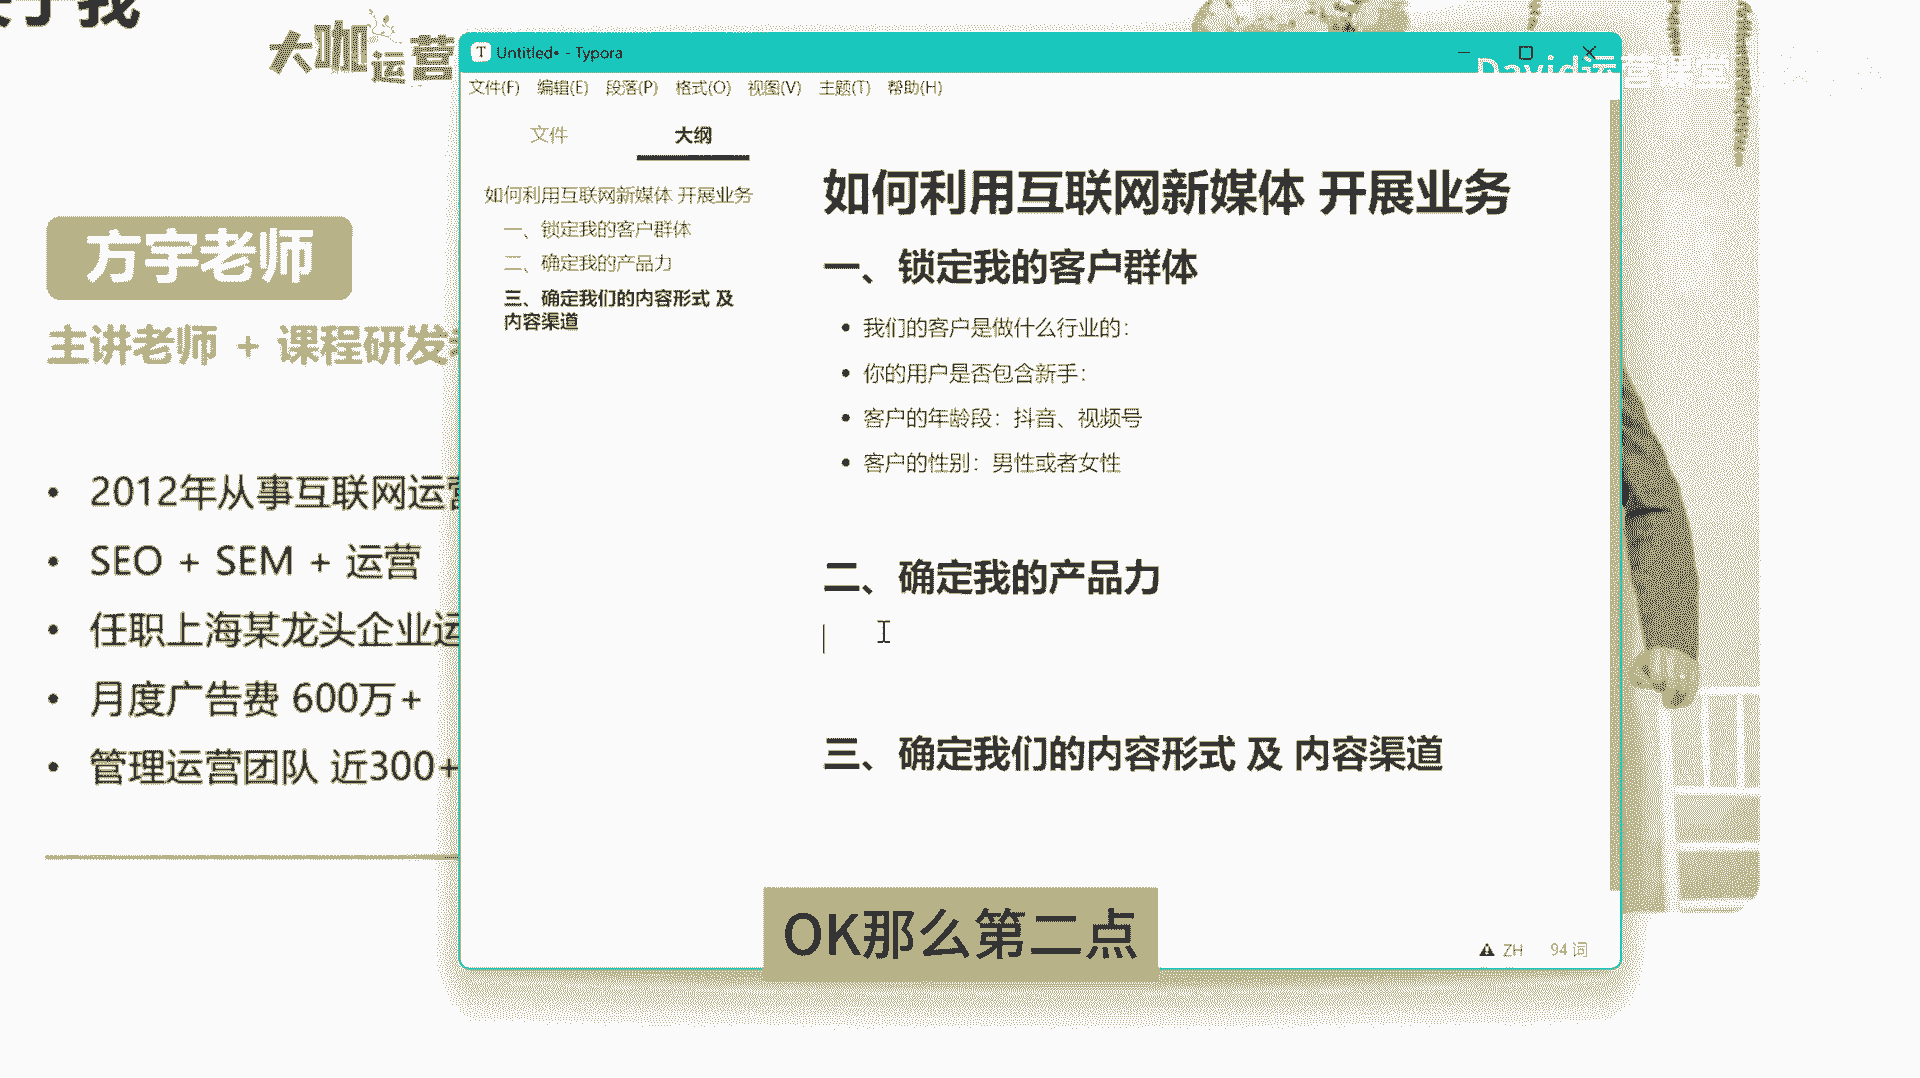 关于我
大咖运营
方宇老师
主讲老师 + 课程研发
• 2012年从事互联网运营
• SEO + SEM + 运营
• 任职上海某龙头企业运
• 月度广告费 600万+
• 管理运营团队 近300+
Untitled• - Typora
David运营课堂
文件(F) 编辑(E) 段落(P) 格式(O) 视图(V) 主题(T) 帮助(H)
文件 大纲
如何利用互联网新媒体 开展业务
一、锁定我的客户群体
二、确定我的产品力
三、确定我们的内容形式 及
内容渠道
如何利用互联网新媒体 开展业务
一、锁定我的客户群体
• 我们的客户是做什么行业的：
• 你的用户是否包含新手：
• 客户的年龄段：抖音、视频号
• 客户的性别：男性或者女性
二、确定我的产品力
三、确定我们的内容形式 及 内容渠道
ZH 94 词
OK那么第二点